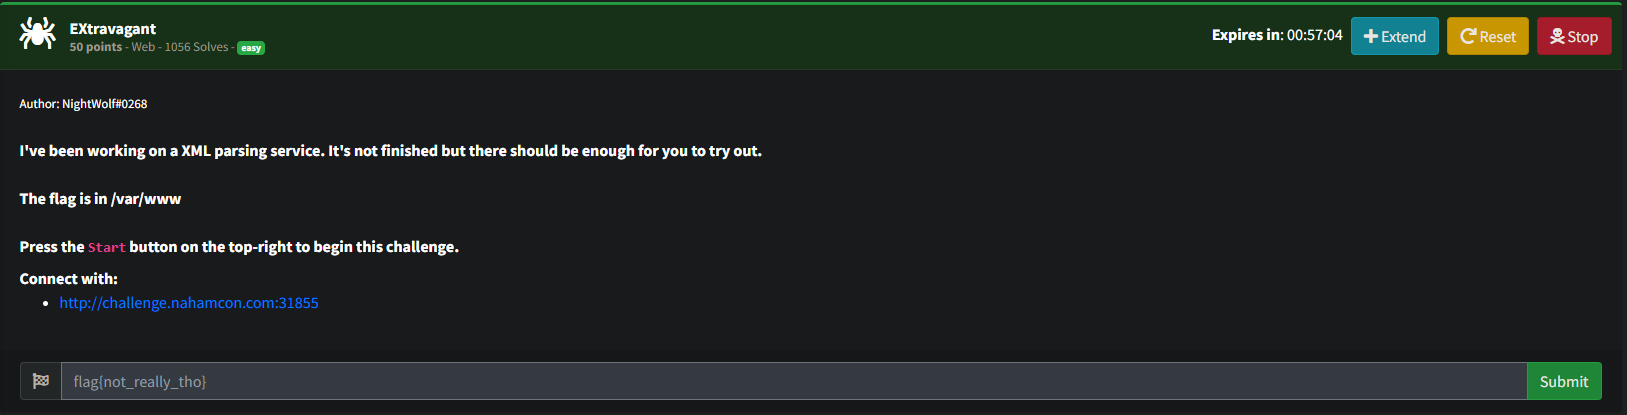 EXtravagant
50 points - Web - 1056 Solves - easy
Expires in: 00:57:04 Extend Reset Stop
Author: NightWolf#0268
I've been working on a XML parsing service. It's not finished but there should be enough for you to try out.
The flag is in /var/www
Press the Start button on the top-right to begin this challenge.
Connect with:
• http://challenge.nahamcon.com:31855
flag{not_really_tho} Submit